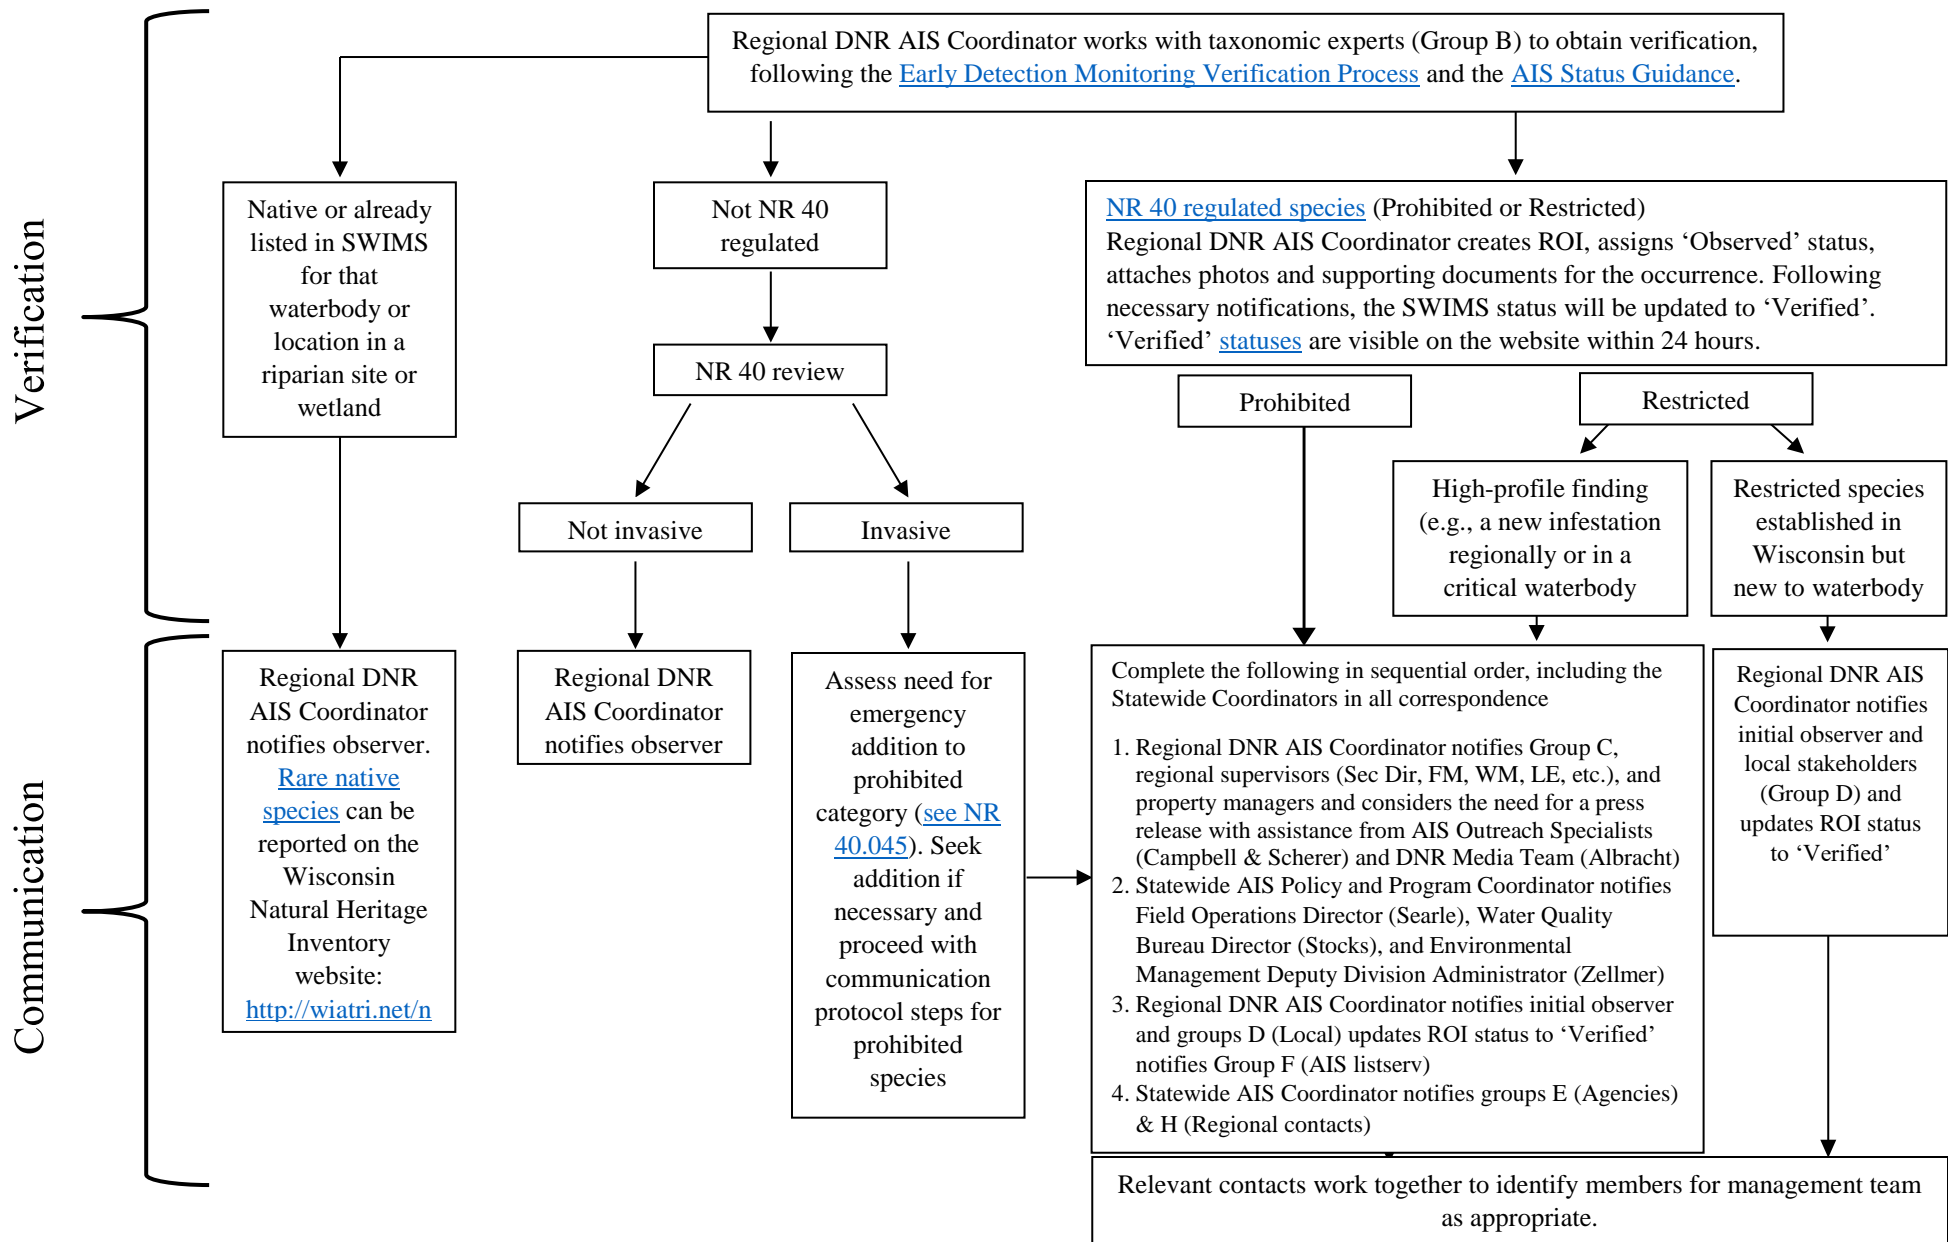 Verification
Communication
Regional DNR AIS Coordinator works with taxonomic experts (Group B) to obtain verification,
following the Early Detection Monitoring Verification Process and the AIS Status Guidance.
Native or already
listed in SWIMS
for that
waterbody or
location in a
riparian site or
wetland
Not NR 40
regulated
NR 40 regulated species (Prohibited or Restricted)
Regional DNR AIS Coordinator creates ROI, assigns ‘Observed’ status,
attaches photos and supporting documents for the occurrence. Following
necessary notifications, the SWIMS status will be updated to ‘Verified’.
‘Verified’ statuses are visible on the website within 24 hours.
NR 40 review
Prohibited
Restricted
Not invasive
Invasive
High-profile finding
(e.g., a new infestation
regionally or in a
critical waterbody
Restricted species
established in
Wisconsin but
new to waterbody
Regional DNR
AIS Coordinator
notifies observer.
Rare native
species can be
reported on the
Wisconsin
Natural Heritage
Inventory
website:
http://wiatri.net/n
Regional DNR
AIS Coordinator
notifies observer
Assess need for
emergency
addition to
prohibited
category (see NR
40.045). Seek
addition if
necessary and
proceed with
communication
protocol steps for
prohibited
species
Complete the following in sequential order, including the
Statewide Coordinators in all correspondence
1. Regional DNR AIS Coordinator notifies Group C,
regional supervisors (Sec Dir, FM, WM, LE, etc.), and
property managers and considers the need for a press
release with assistance from AIS Outreach Specialists
(Campbell & Scherer) and DNR Media Team (Albracht)
2. Statewide AIS Policy and Program Coordinator notifies
Field Operations Director (Searle), Water Quality
Bureau Director (Stocks), and Environmental
Management Deputy Division Administrator (Zellmer)
3. Regional DNR AIS Coordinator notifies initial observer
and groups D (Local) updates ROI status to ‘Verified’
notifies Group F (AIS listserv)
4. Statewide AIS Coordinator notifies groups E (Agencies)
& H (Regional contacts)
Regional DNR AIS
Coordinator notifies
initial observer and
local stakeholders
(Group D) and
updates ROI status
to ‘Verified’
Relevant contacts work together to identify members for management team
as appropriate.